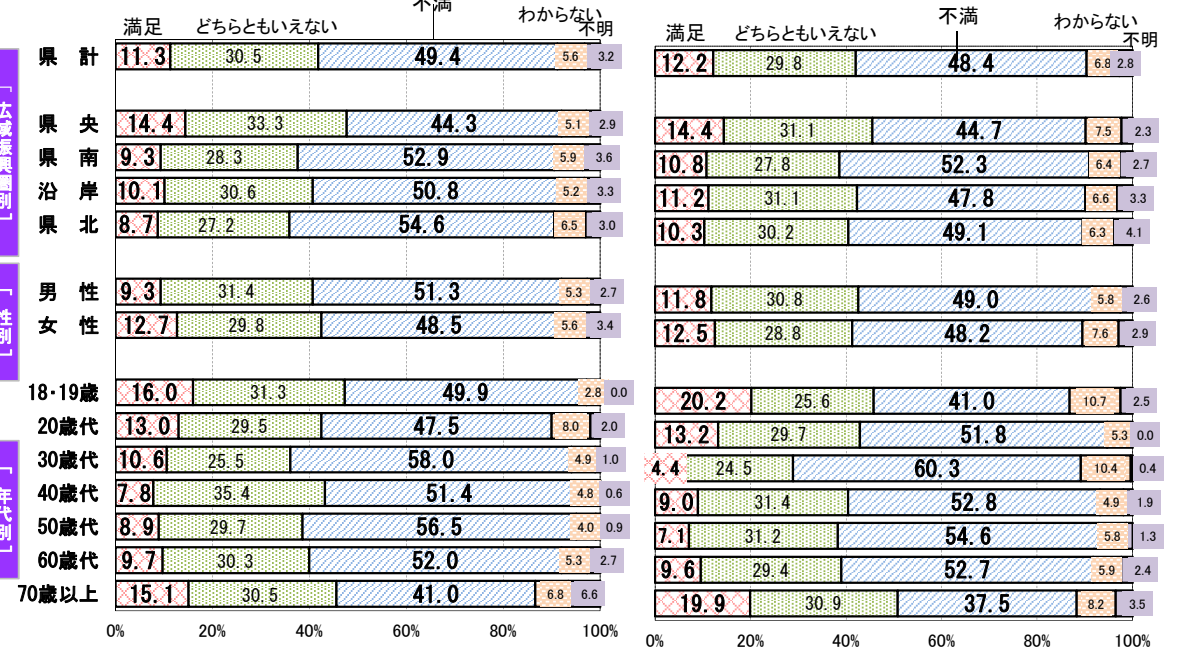 不満
わからない
満足 どちらともいえない 不明
県 計 11.3 30.5 49.4 5.6 3.2
県 央 14.4 33.3 44.3 5.1 2.9
県 南 9.3 28.3 52.9 5.9 3.6
沿 岸 10.1 30.6 50.8 5.2 3.3
県 北 8.7 27.2 54.6 6.5 3.0
男 性 9.3 31.4 51.3 5.3 2.7
女 性 12.7 29.8 48.5 5.6 3.4
18・19歳 16.0 31.3 49.9 2.8 0.0
20歳代 13.0 29.5 47.5 8.0 2.0
30歳代 10.6 25.5 58.0 4.9 1.0
40歳代 7.8 35.4 51.4 4.8 0.6
50歳代 8.9 29.7 56.5 4.0 0.9
60歳代 9.7 30.3 52.0 5.3 2.7
70歳以上 15.1 30.5 41.0 6.8 6.6
0% 20% 40% 60% 80% 100%
不満 わからない
満足 どちらともいえない 不明
12.2 29.8 48.4 6.8 2.8
14.4 31.1 44.7 7.5 2.3
10.8 27.8 52.3 6.4 2.7
11.2 31.1 47.8 6.6 3.3
10.3 30.2 49.1 6.3 4.1
11.8 30.8 49.0 5.8 2.6
12.5 28.8 48.2 7.6 2.9
20.2 25.6 41.0 10.7 2.5
13.2 29.7 51.8 5.3 0.0
4.4 24.5 60.3 10.4 0.4
9.0 31.4 52.8 4.9 1.9
7.1 31.2 54.6 5.8 1.3
9.6 29.4 52.7 5.9 2.4
19.9 30.9 37.5 8.2 3.5
0% 20% 40% 60% 80% 100%
［広域振興圏別］
［性別］
［年代別］